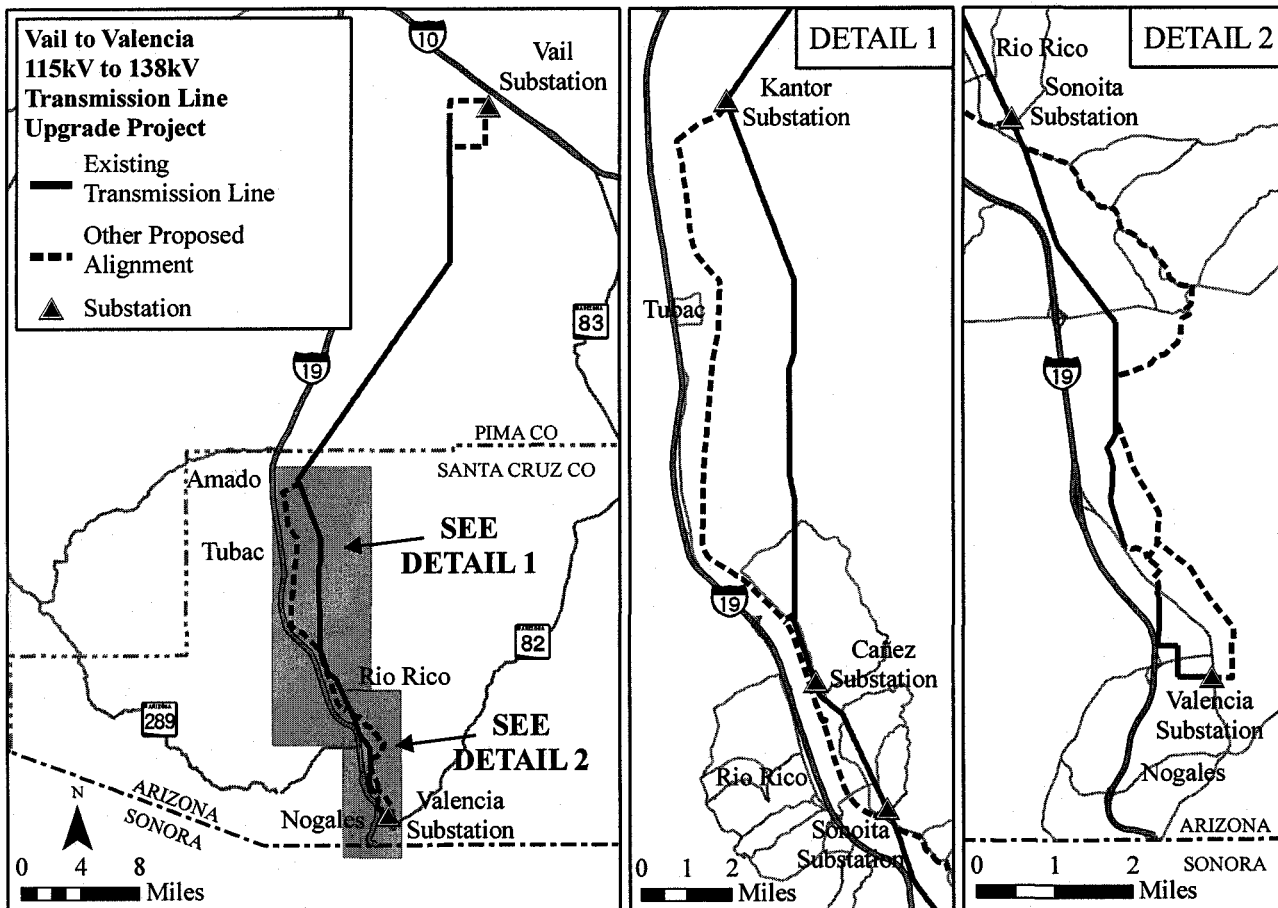 Vail to Valencia
115kV to 138kV
Transmission Line
Upgrade Project
Existing
Transmission Line
Other Proposed
Alignment
Substation
10
Vail
Substation
83
19
PIMA CO
SANTA CRUZ CO
Amado
Tubac
SEE
DETAIL 1
82
Rio Rico
289
SEE
DETAIL 2
N
ARIZONA
SONORA
Nogales
Valencia
Substation
0 4 8
Miles
DETAIL 1
Kantor
Substation
Tubac
19
Cañez
Substation
Rio Rico
Sonoita
Substation
0 1 2
Miles
DETAIL 2
Rio Rico
Sonoita
Substation
19
Valencia
Substation
Nogales
ARIZONA
SONORA
0 1 2
Miles